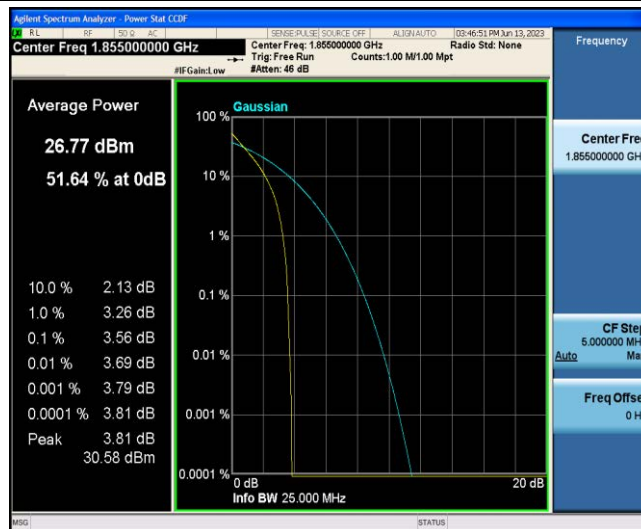 Agilent Spectrum Analyzer - Power Stat CCDF
RL RF 50 Ω AC SENSE:PULSE SOURCE OFF ALIGN AUTO 03:46:51 PM Jun 13, 2023
Center Freq 1.855000000 GHz
Center Freq: 1.855000000 GHz Radio Std: None
Trig: Free Run Counts:1.00 M/1.00 Mpt
#IFGain:Low #Atten: 46 dB
Frequency
Average Power
26.77 dBm
51.64 % at 0dB
10.0 % 2.13 dB
1.0 % 3.26 dB
0.1 % 3.56 dB
0.01 % 3.69 dB
0.001 % 3.79 dB
0.0001 % 3.81 dB
Peak 3.81 dB
30.58 dBm
Gaussian
100 %
10 %
1 %
0.1 %
0.01 %
0.001 %
0.0001 %
0 dB 20 dB
Info BW 25.000 MHz
Center Fre
1.855000000 GH
CF Ste
5.000000 MH
Auto Ma
Freq Offse
0 H
MSG STATUS